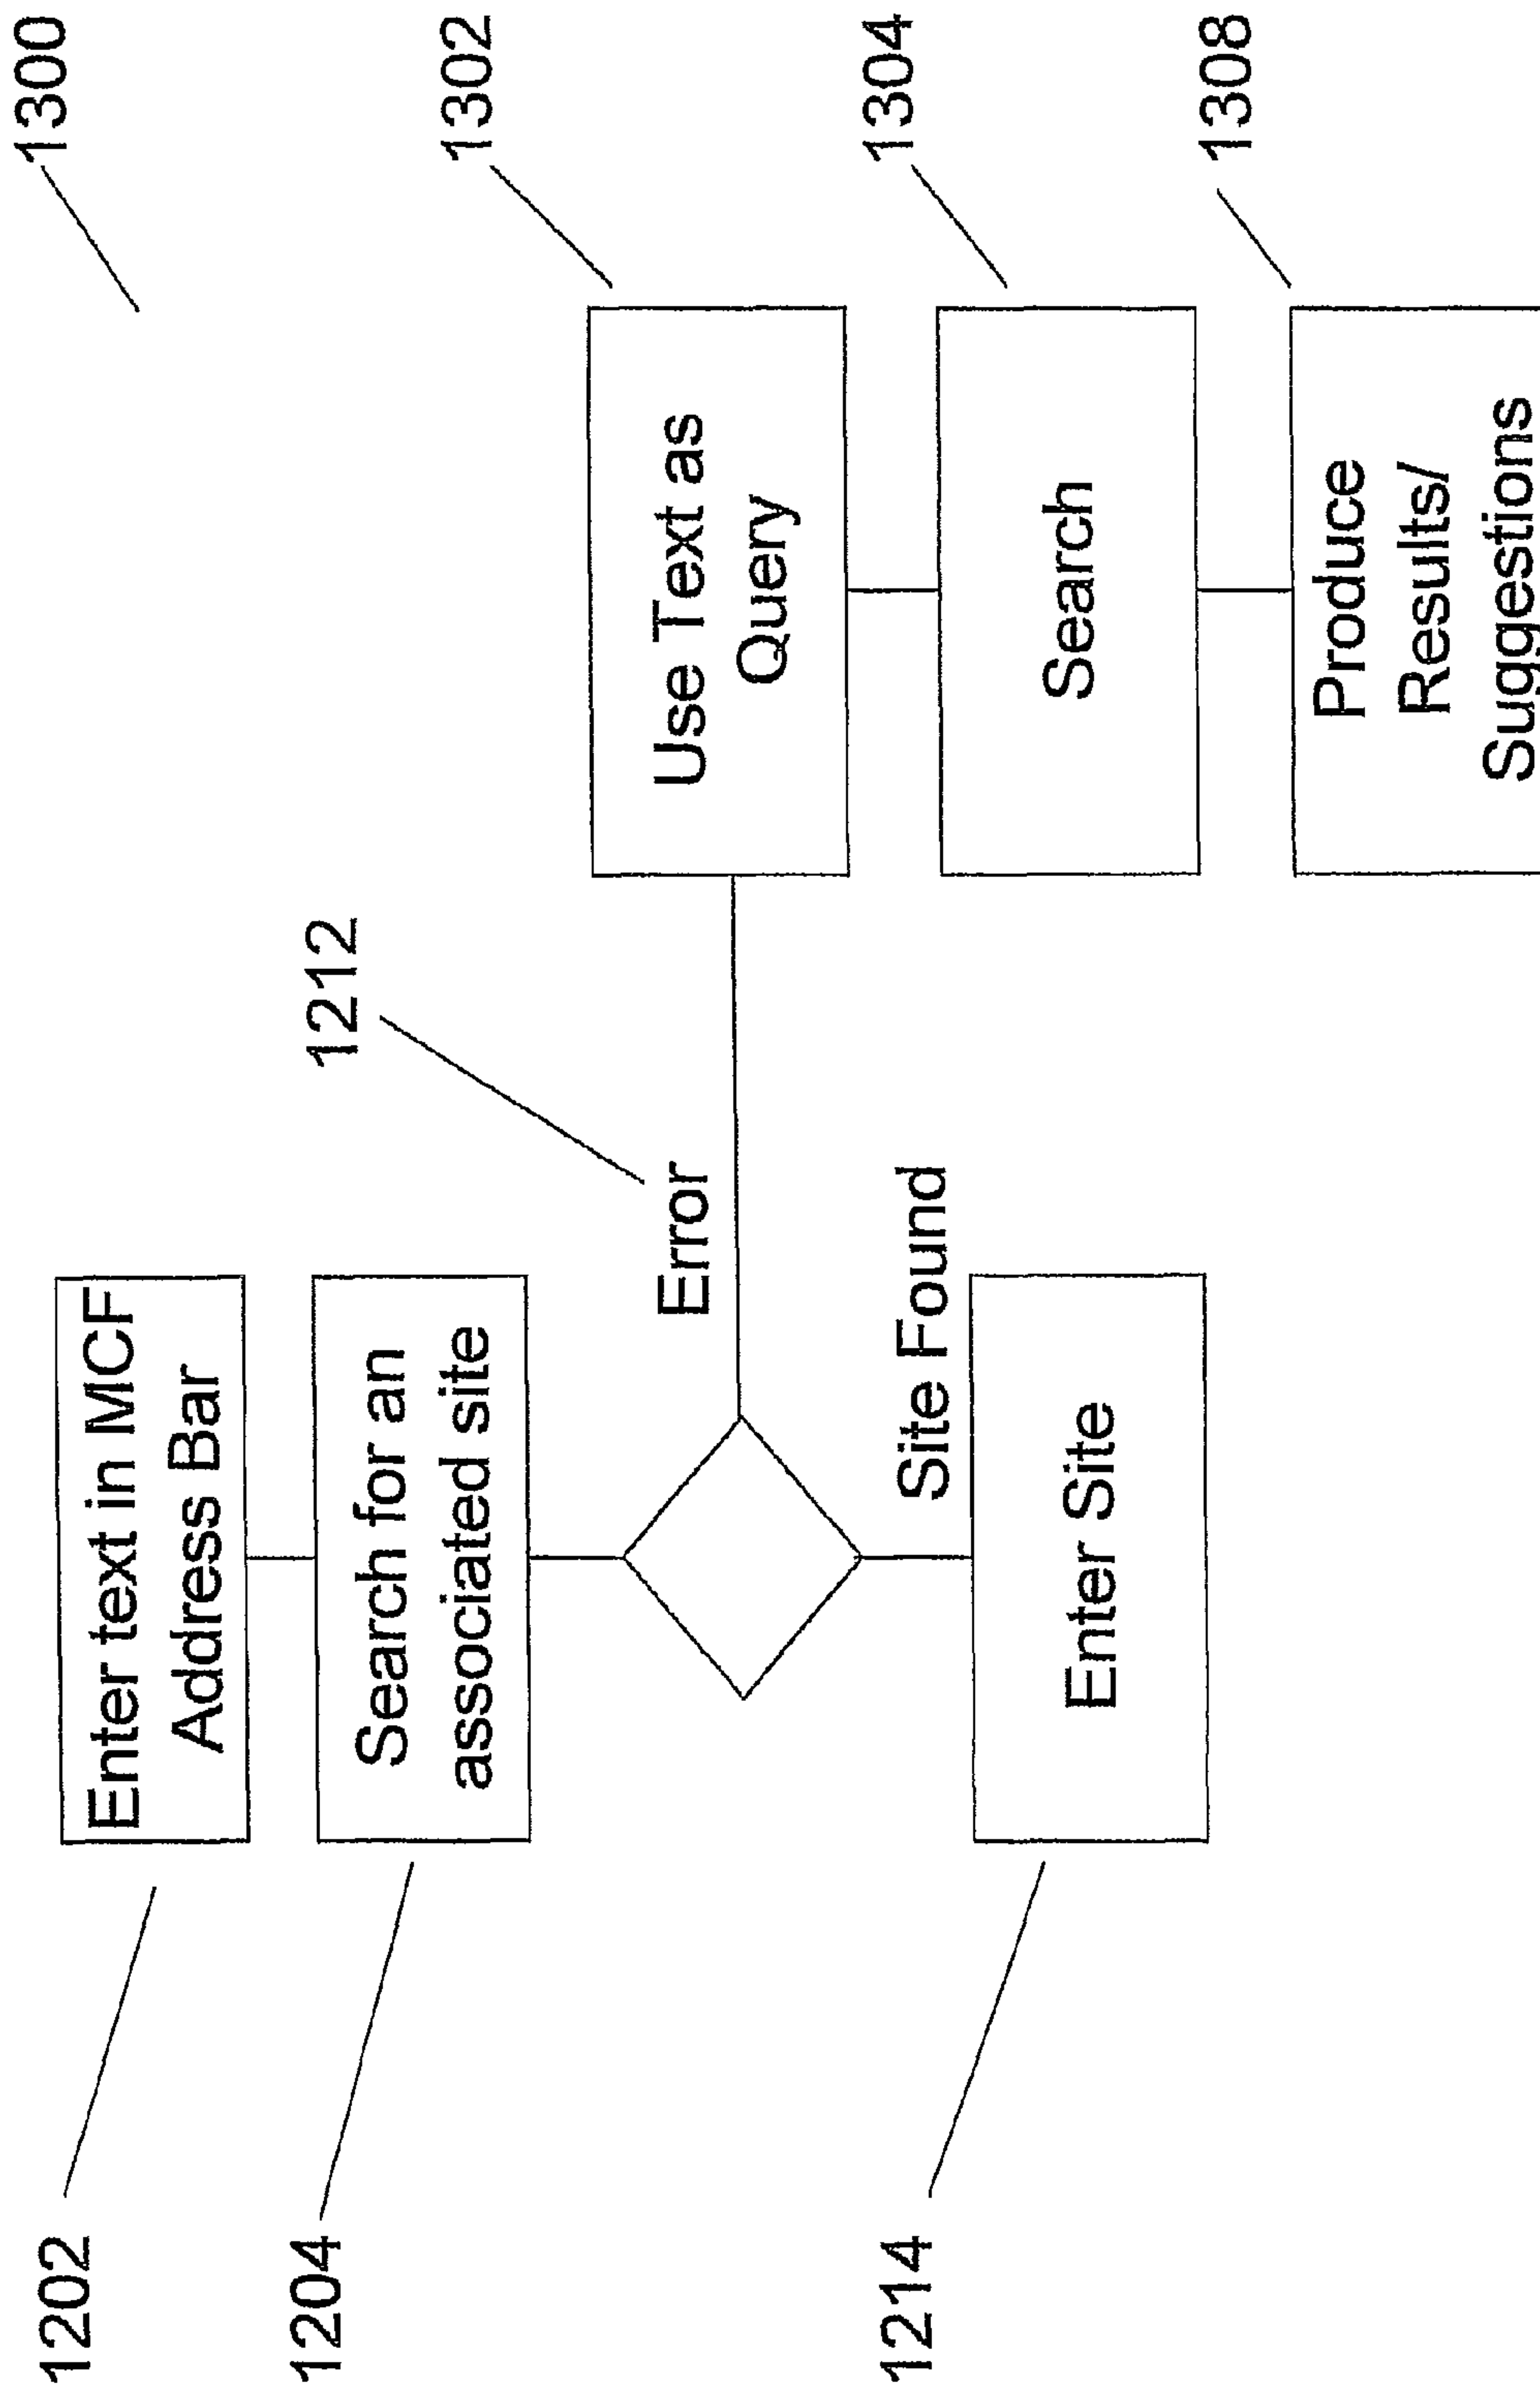 1300
1202
Enter text in MCF
Address Bar
1204
Search for an
associated site
1212
Error
1302
Use Text as
Query
1304
Search
1308
Produce
Results/
Suggestions
Site Found
1214
Enter Site